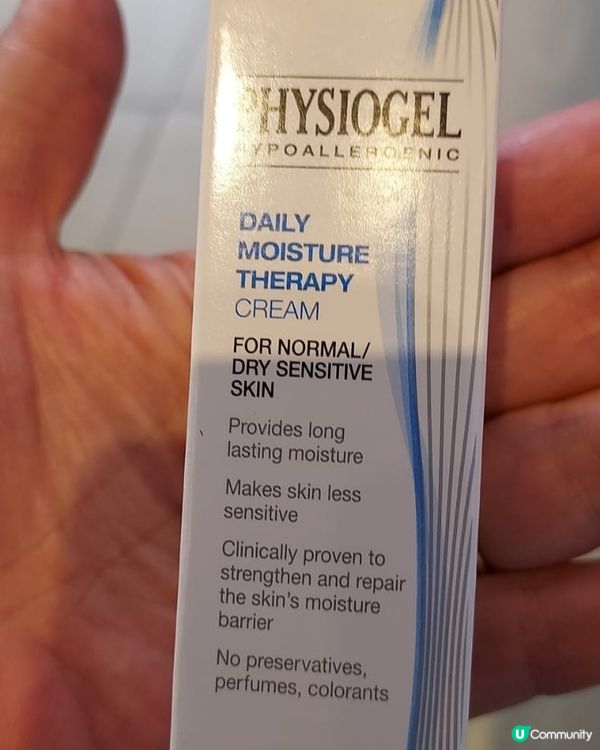 PHYSIOGEL
HYPOALLERGENIC
DAILY
MOISTURE
THERAPY
CREAM
FOR NORMAL/
DRY SENSITIVE
SKIN
Provides long
lasting moisture
Makes skin less
sensitive
Clinically proven to
strengthen and repair
the skin's moisture
barrier
No preservatives,
perfumes, colorants
U Community